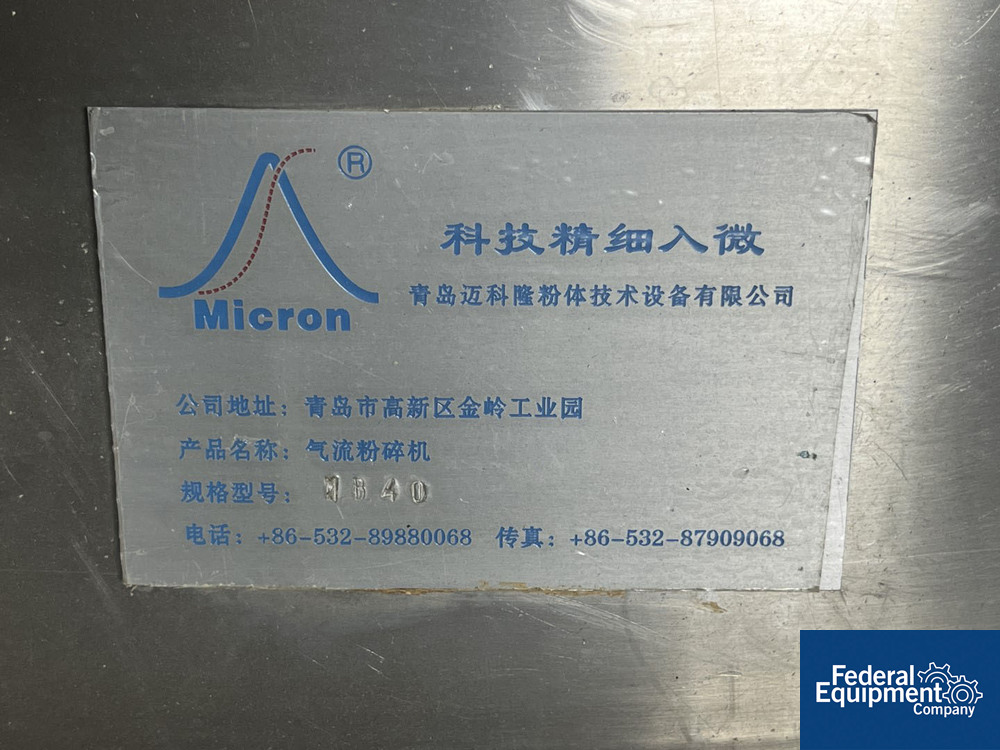 ®
Micron
科技精细入微
青岛迈科隆粉体技术设备有限公司
公司地址：青岛市高新区金岭工业园
产品名称：气流粉碎机
规格型号：
电话：+86-532-89880068 传真：+86-532-87909068
Federal
Equipment
Company